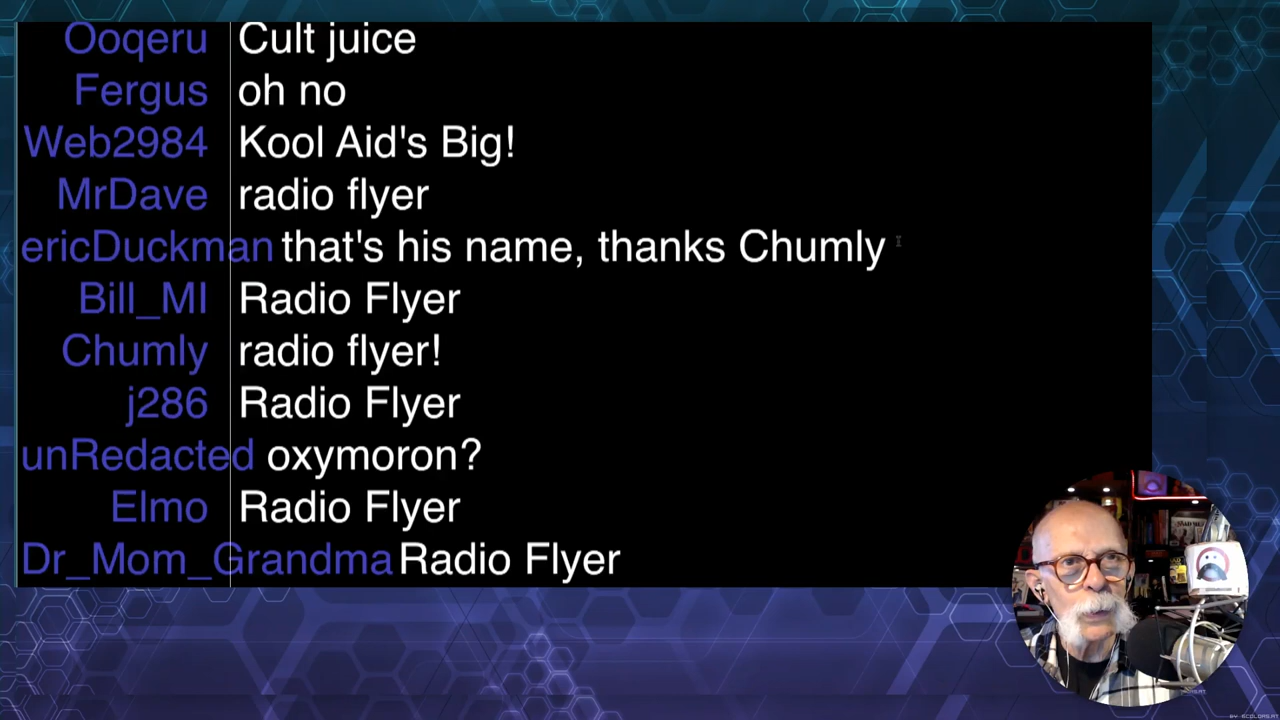 Ooqeru Cult juice
Fergus oh no
Web2984 Kool Aid's Big!
MrDave radio flyer
ericDuckman that's his name, thanks Chumly
Bill_MI Radio Flyer
Chumly radio flyer!
j286 Radio Flyer
unRedacted oxymoron?
Elmo Radio Flyer
Dr_Mom_Grandma Radio Flyer